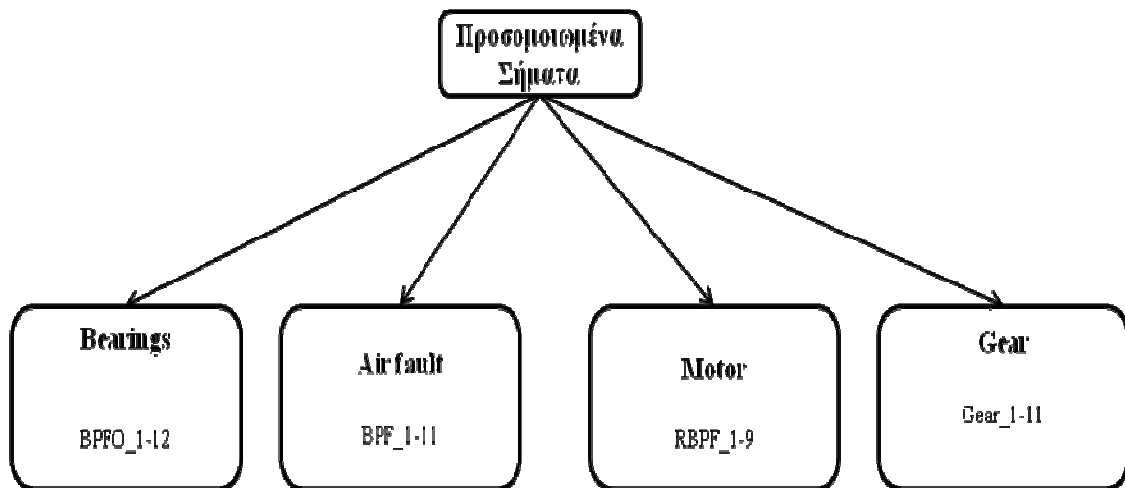 Προσομοιωμένα
Σήματα
Bearings
BPFO_1-12
Air fault
BPF_1-11
Motor
RBPF_1-9
Gear
Gear_1-11